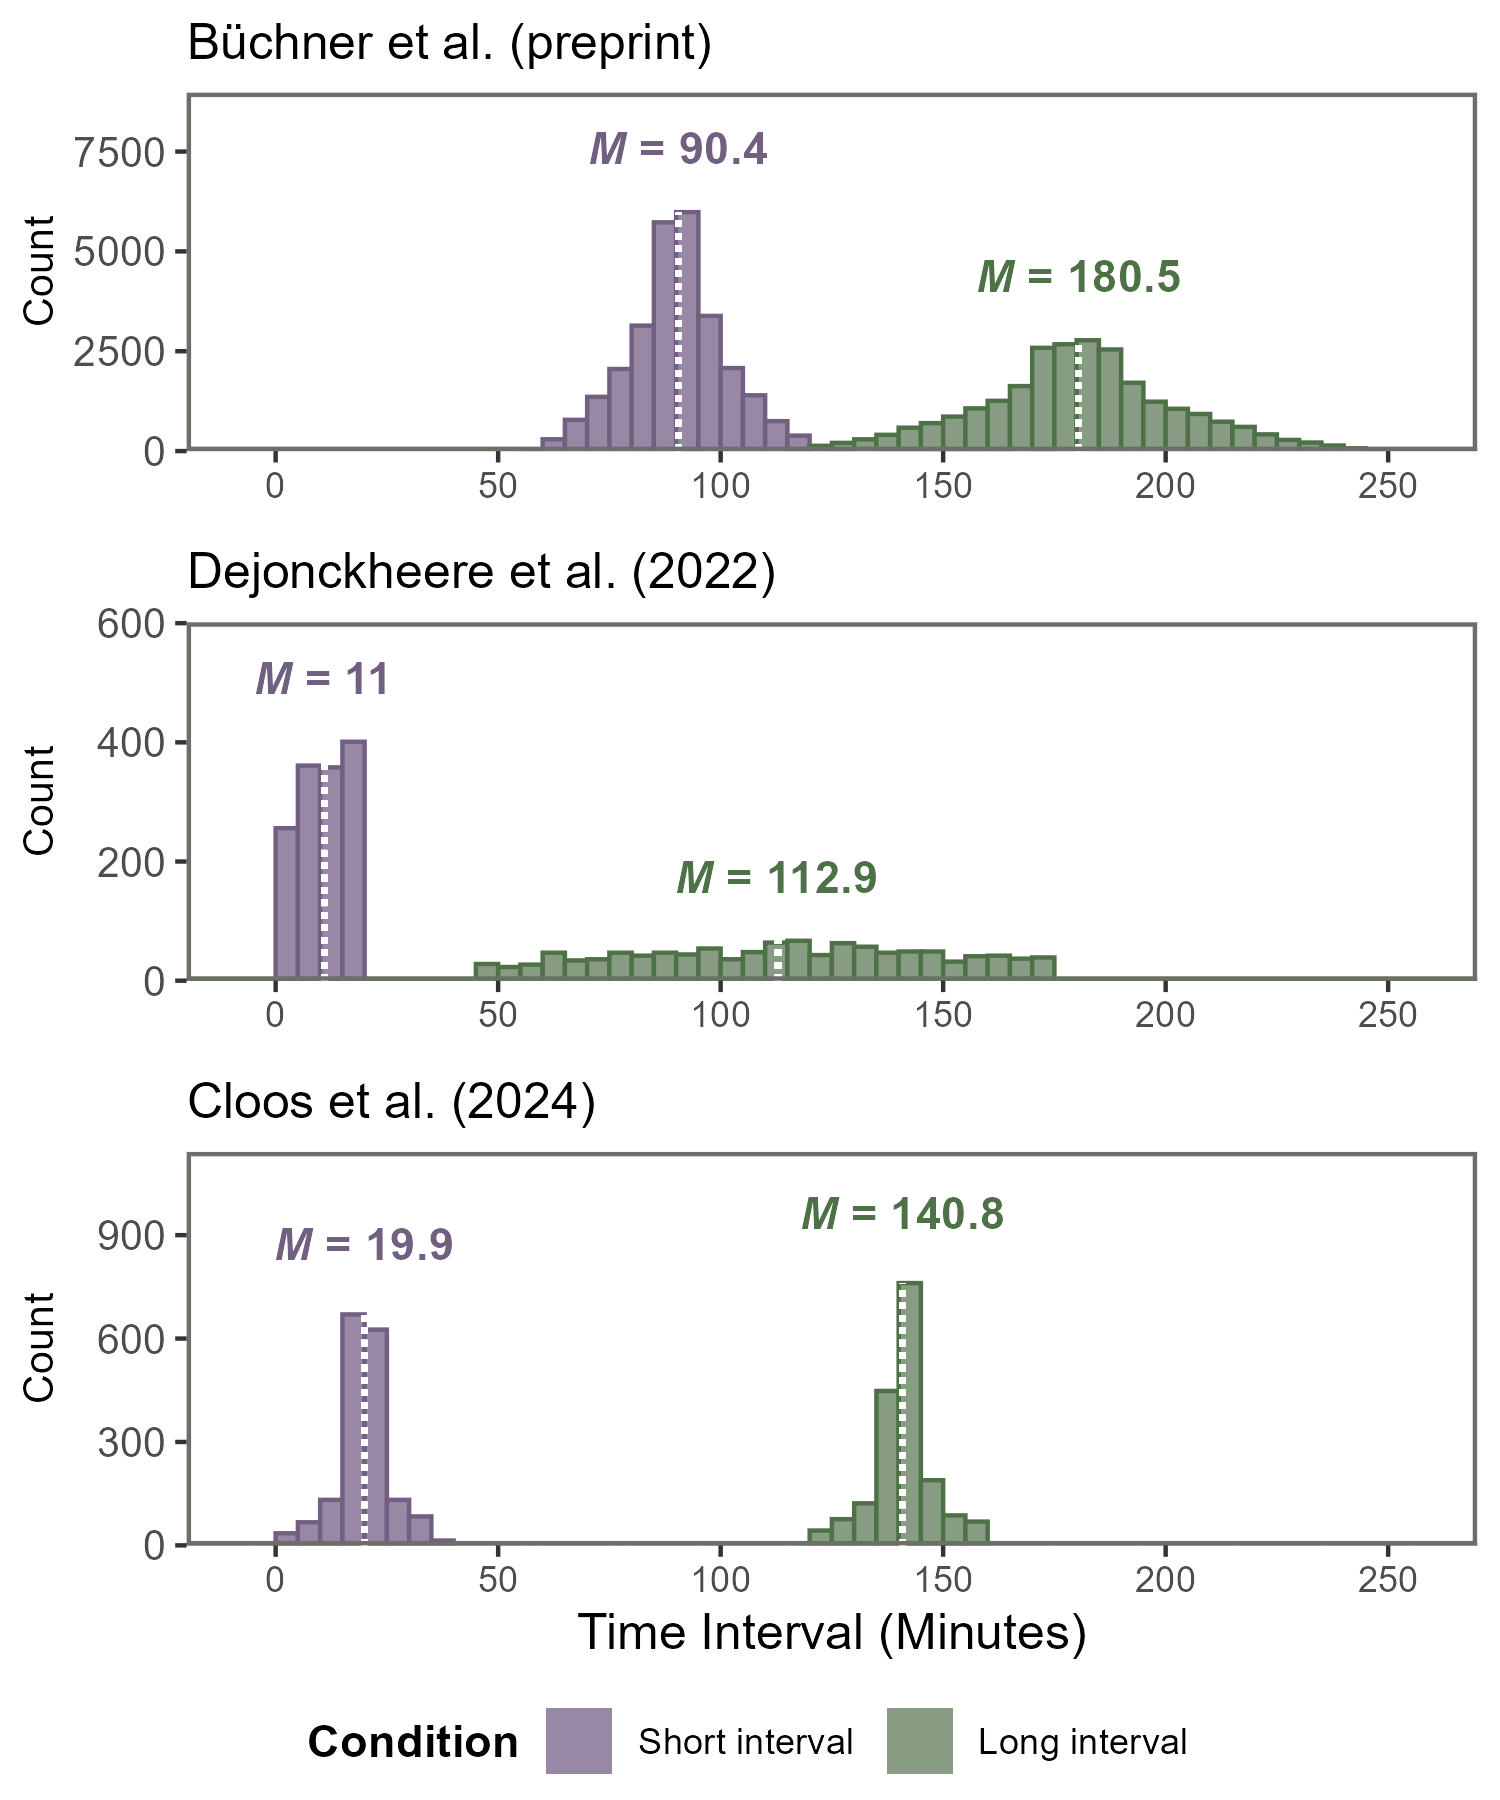 Büchner et al. (preprint)
Count
7500
5000
2500
0
M = 90.4
M = 180.5
0 50 100 150 200 250
Dejonckheere et al. (2022)
Count
600
400
200
0
M = 11
M = 112.9
0 50 100 150 200 250
Cloos et al. (2024)
Count
900
600
300
0
M = 19.9
M = 140.8
0 50 100 150 200 250
Time Interval (Minutes)
Condition Short interval Long interval